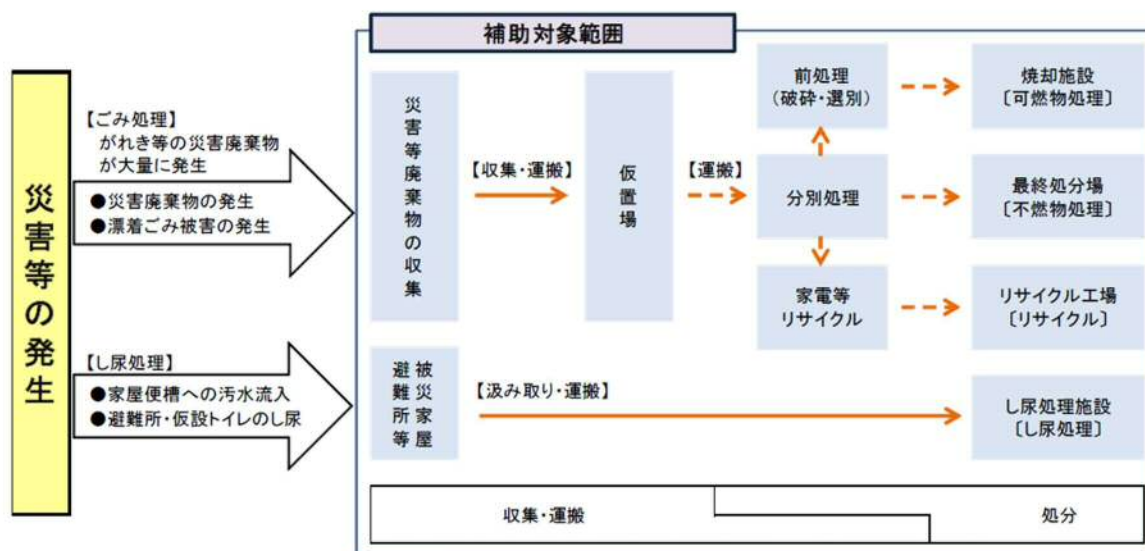 補助対象範囲
災害等の発生
【ごみ処理】
がれき等の災害廃棄物
が大量に発生
●災害廃棄物の発生
●漂着ごみ被害の発生
災害等廃棄物の収集
【収集・運搬】
仮置場
【運搬】
前処理
(破砕・選別)
分別処理
家電等
リサイクル
焼却施設
〔可燃物処理〕
最終処分場
〔不燃物処理〕
リサイクル工場
〔リサイクル〕
【し尿処理】
●家屋便槽への汚水流入
●避難所・仮設トイレのし尿
被災家屋
避難所等
【汲み取り・運搬】
し尿処理施設
〔し尿処理〕
収集・運搬
処分